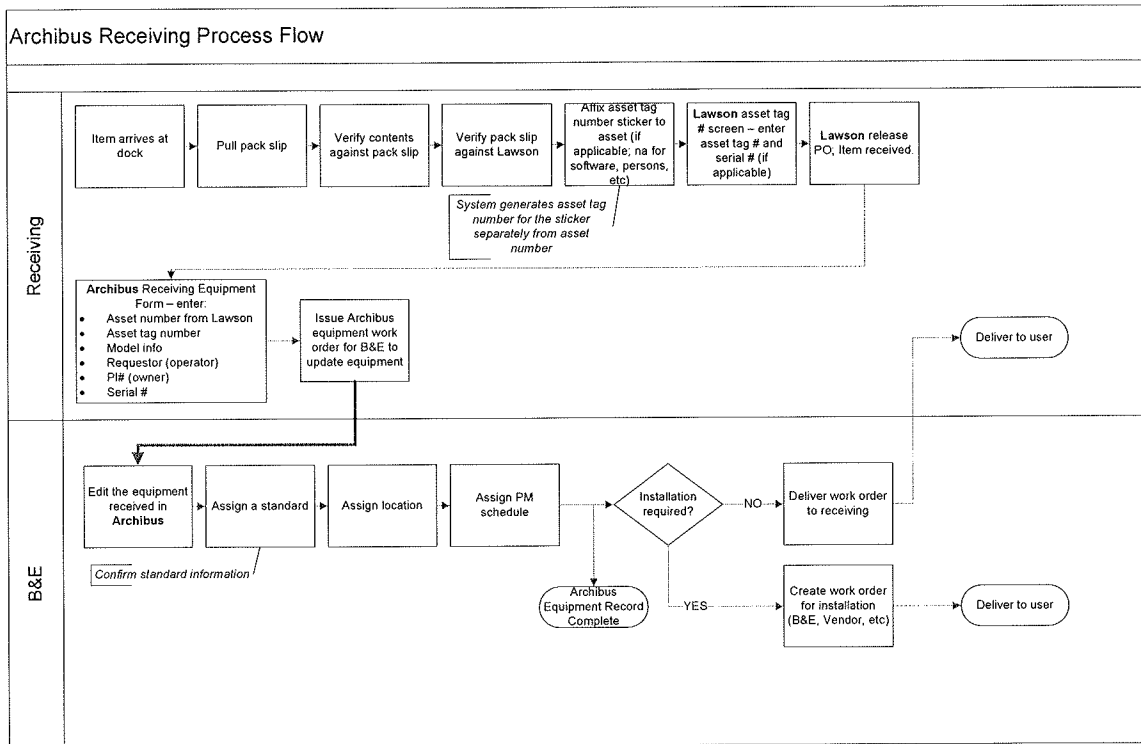 Archibus Receiving Process Flow
Receiving
Item arrives at
dock
Pull pack slip
Verify contents
against pack slip
Verify pack slip
against Lawson
Affix asset tag
number sticker to
asset (if
applicable; na for
software, persons,
etc)
Lawson asset tag
# screen – enter
asset tag # and
serial # (if
applicable)
Lawson release
PO; Item received.
System generates asset tag
number for the sticker
separately from asset
number
Archibus Receiving Equipment
Form – enter:
• Asset number from Lawson
• Asset tag number
• Model info
• Requestor (operator)
• PI# (owner)
• Serial #
Issue Archibus
equipment work
order for B&E to
update equipment
Deliver to user
B&E
Edit the equipment
received in
Archibus
Assign a standard
Assign location
Assign PM
schedule
Installation
required?
NO
Deliver work order
to receiving
Confirm standard information
Archibus
Equipment Record
Complete
YES
Create work order
for installation
(B&E, Vendor, etc)
Deliver to user